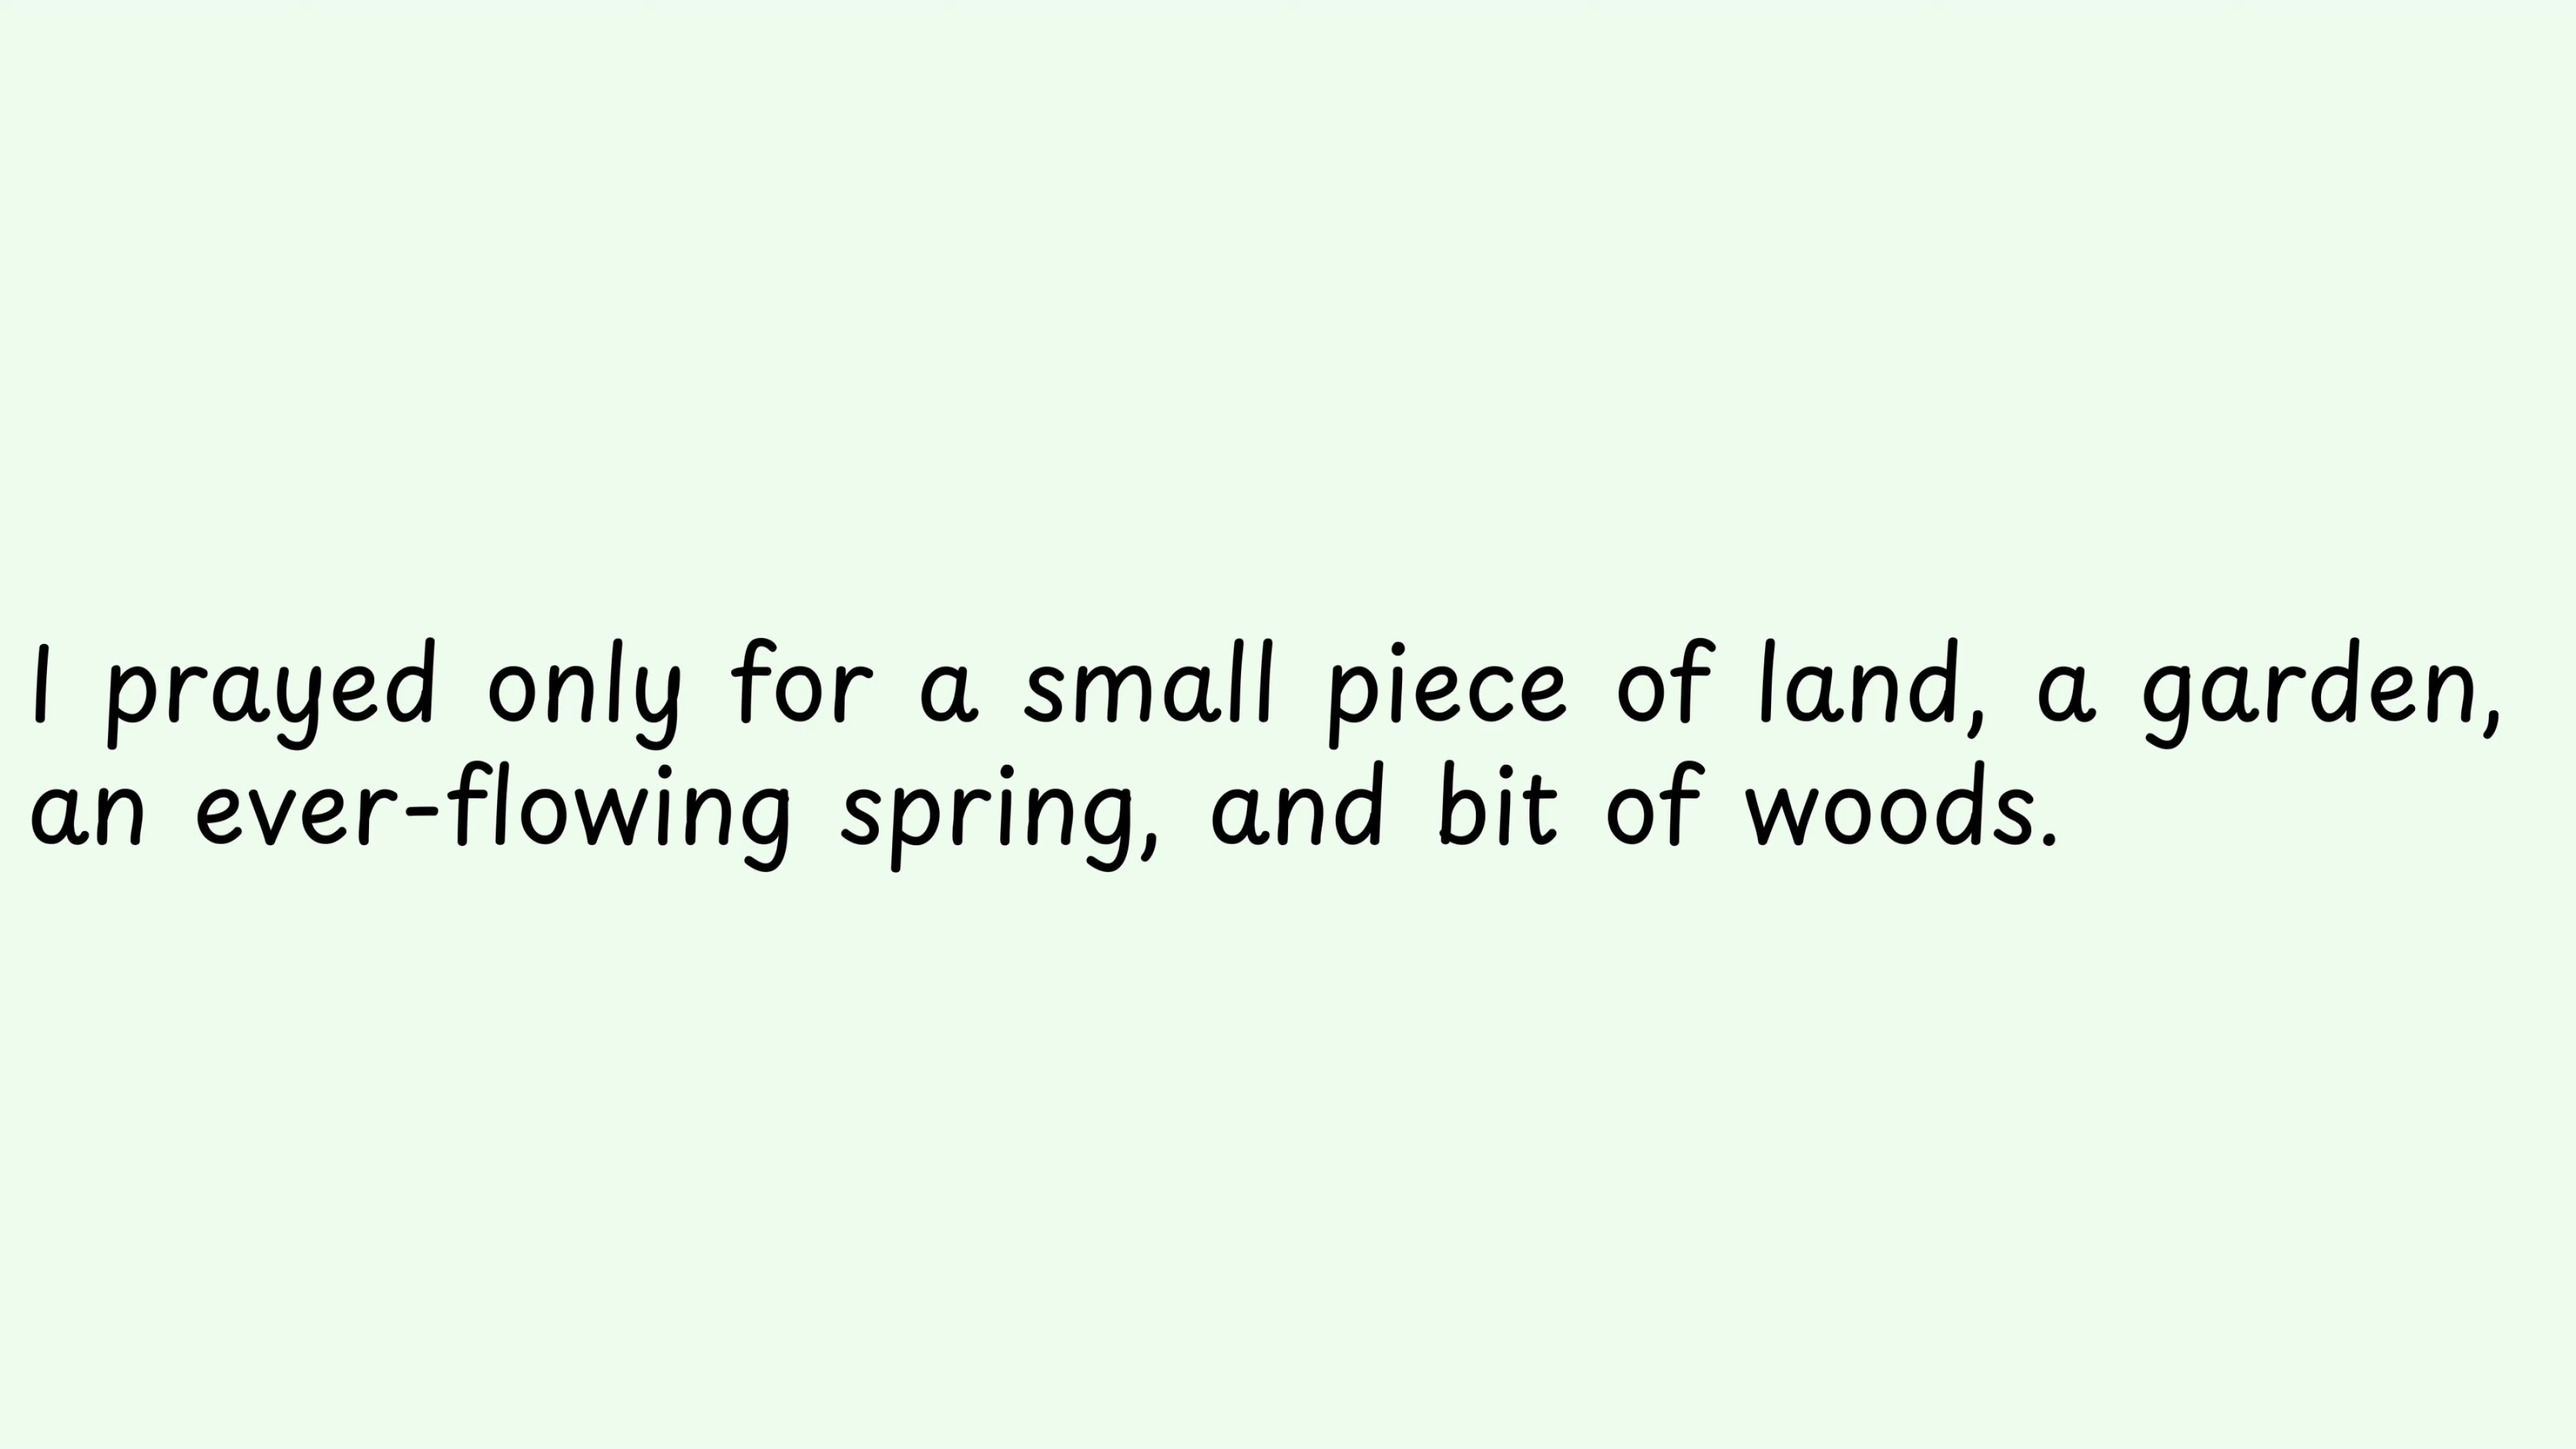 I prayed only for a small piece of land, a garden,
an ever-flowing spring, and bit of woods.